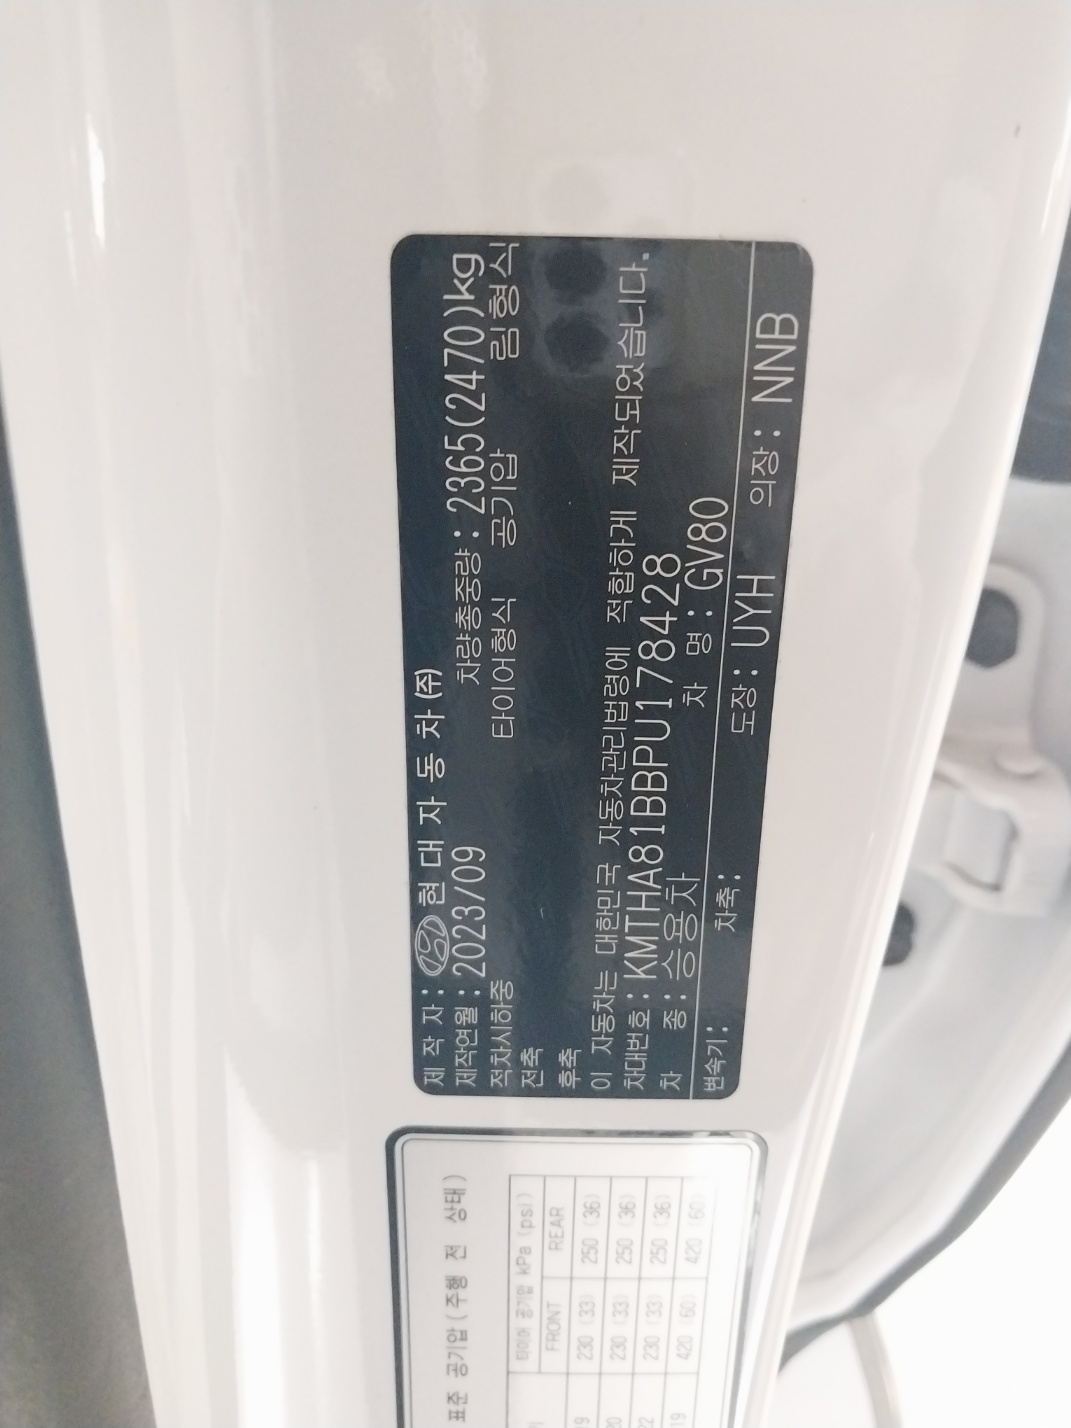 제 작 자 : 현 대 자 동 차 (주)
제작연월 : 2023/09 차량총중량 : 2365(2470)kg
적차시하중 타이어형식 공기압 림형식
전축
후축
이 자동차는 대한민국 자동차관리법령에 적합하게 제작되었습니다.
차대번호 : KMTHA81BBPU178428
차 종 : 승용차 차 명 : GV80
변속기 : 차축 : 도장 : UYH 의장 : NNB
표준 공기압 ( 주행 전 상태 )
타이어 공기압 kPa (psi)
FRONT REAR
19 230 (33) 250 (36)
20 230 (33) 250 (36)
22 230 (33) 250 (36)
19 420 (60) 420 (60)